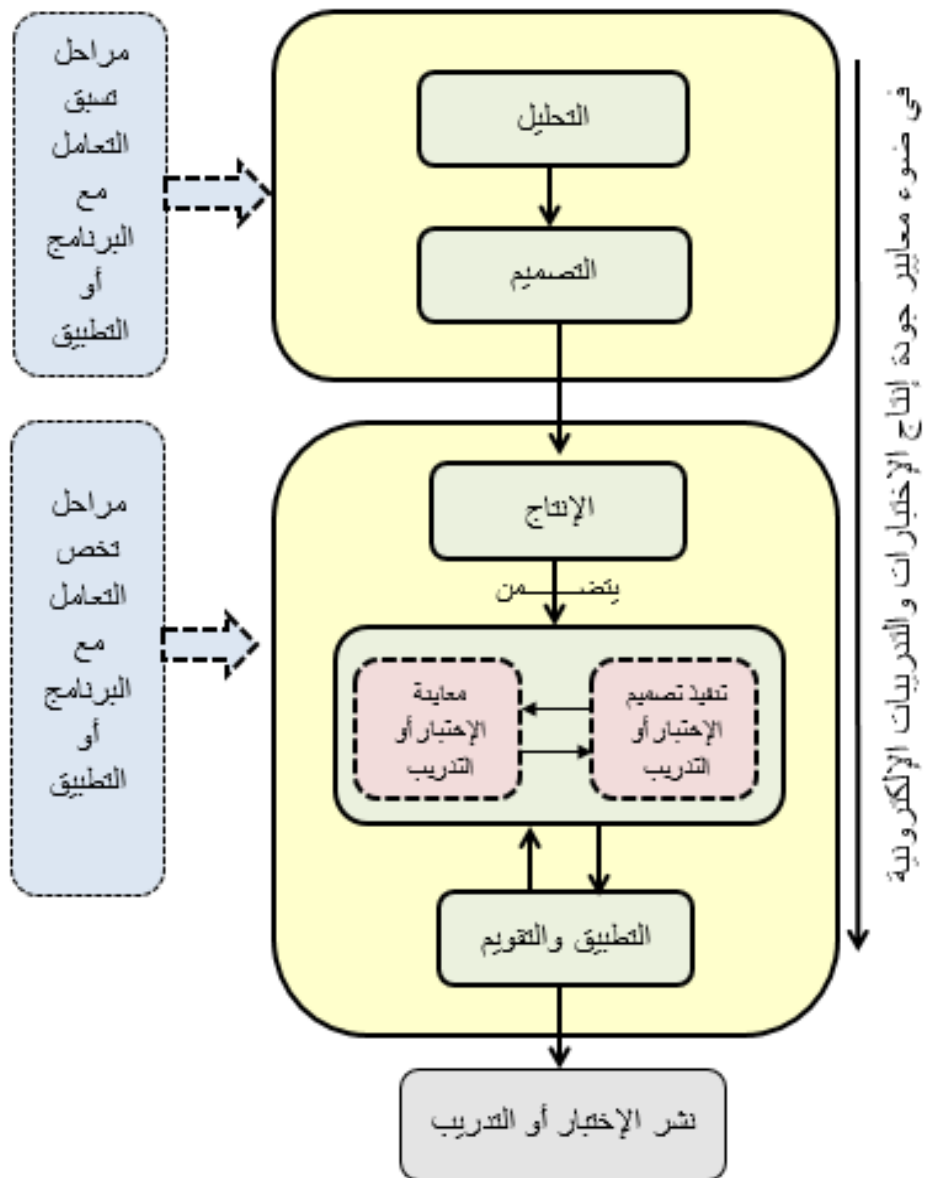 مراحل
تسبق
التعامل
مع
البرنامج
أو
التطبيق
التحليل
التصميم
مراحل
تخص
التعامل
مع
البرنامج
أو
التطبيق
الإنتاج
يتضـــــمن
تنفيذ تصميم
الإختبار أو
التدريب
معاينة
الإختبار أو
التدريب
التطبيق والتقويم
نشر الإختبار أو التدريب
في ضوء معايير جودة إنتاج الإختبارات والتدريبات الإلكترونية